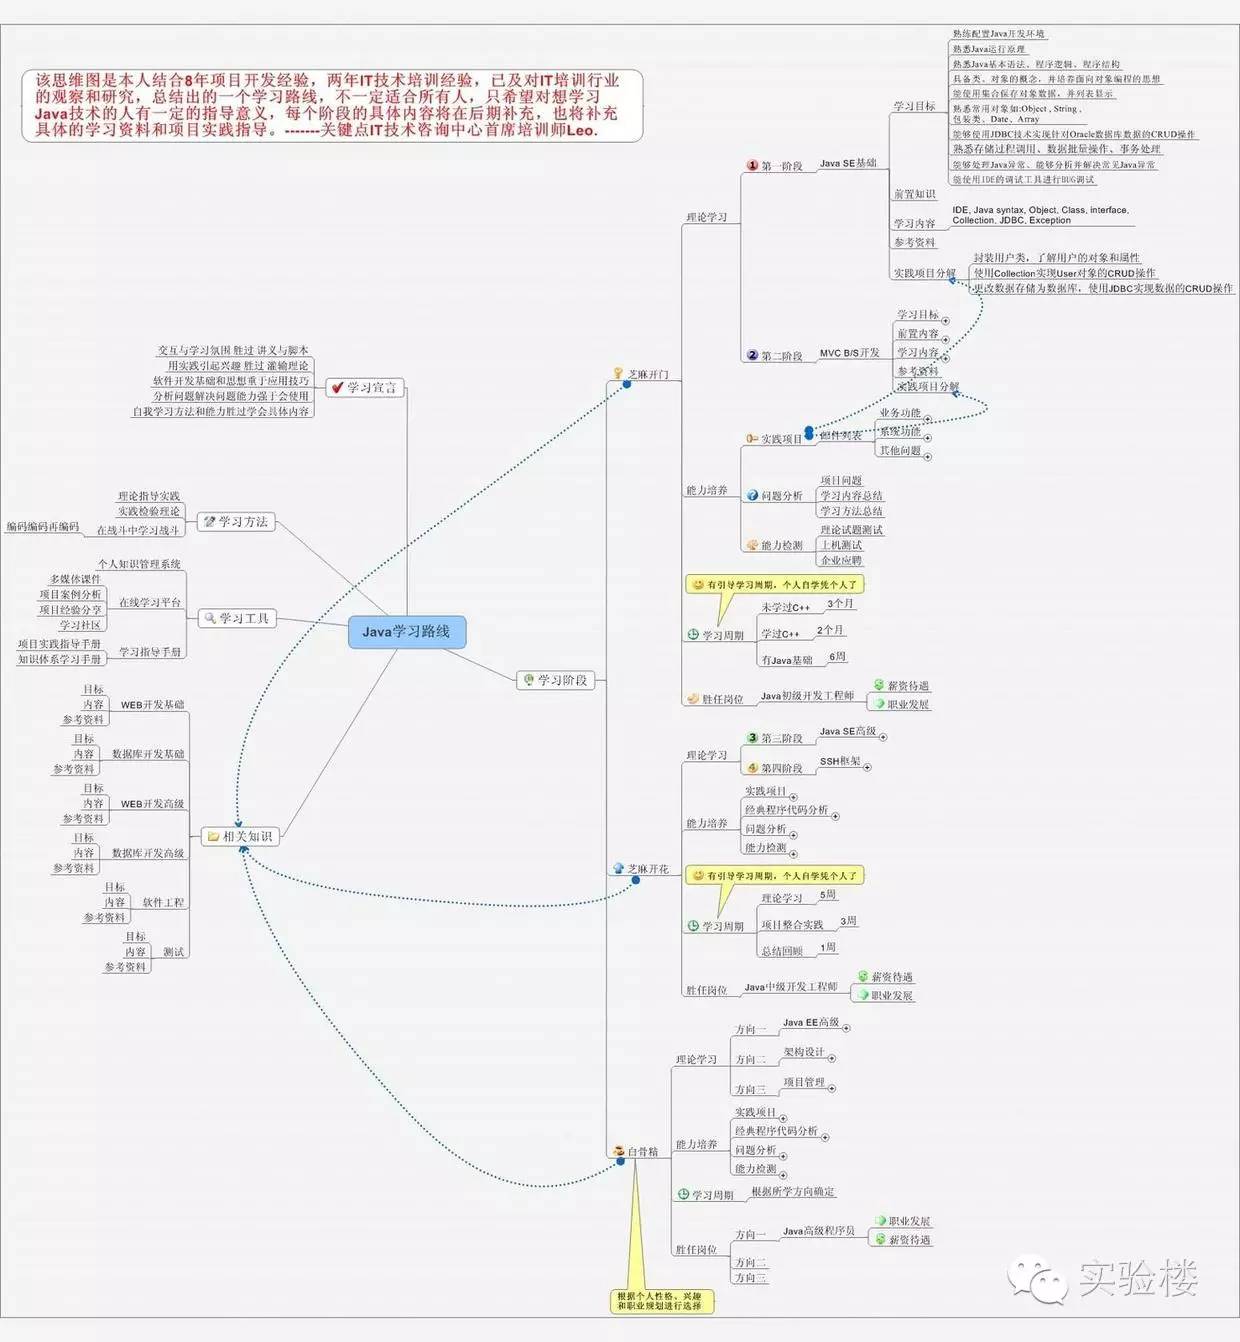 该思维图是本人结合8年项目开发经验，两年IT技术培训经验，已及对IT培训行业
的观察和研究，总结出的一个学习路线，不一定适合所有人，只希望对想学习
Java技术的人有一定的指导意义，每个阶段的具体内容将在后期补充，也将补充
具体的学习资料和项目实践指导。-------关键点IT技术咨询中心首席培训师Leo.
Java学习路线
学习宣言
交互与学习氛围 胜过 讲义与脚本
用实践引起兴趣 胜过 灌输理论
软件开发基础和思想重于应用技巧
分析问题解决问题能力强于会使用
自我学习方法和能力胜过学会具体内容
学习方法
理论指导实践
实践检验理论
在战斗中学习战斗
编码编码再编码
学习工具
个人知识管理系统
在线学习平台
多媒体课件
项目案例分析
项目经验分享
学习社区
学习指导手册
项目实践指导手册
知识体系学习手册
相关知识
WEB开发基础
目标
内容
参考资料
数据库开发基础
目标
内容
参考资料
WEB开发高级
目标
内容
参考资料
数据库开发高级
目标
内容
参考资料
软件工程
目标
内容
参考资料
测试
目标
内容
参考资料
学习阶段
芝麻开门
理论学习
1 第一阶段
Java SE基础
学习目标
熟练配置Java开发环境
熟悉Java运行原理
熟悉Java基本语法、程序逻辑、程序结构
具备类、对象的概念，并培养面向对象编程的思想
能使用集合保存对象数据，并列表显示
熟悉常用对象如:Object , String ,
包装类、Date、Array
能够使用JDBC技术实现针对Oracle数据库数据的CRUD操作
熟悉存储过程调用、数据批量操作、事务处理
能够处理Java异常、能够分析并解决常见Java异常
能使用IDE的调试工具进行BUG调试
前置知识
学习内容
IDE, Java syntax, Object, Class, interface,
Collection, JDBC, Exception
参考资料
实践项目分解
封装用户类，了解用户的对象和属性
使用Collection实现User对象的CRUD操作
更改数据存储为数据库，使用JDBC实现数据的CRUD操作
2 第二阶段
MVC B/S开发
学习目标
前置内容
学习内容
参考资料
实践项目分解
能力培养
实践项目
邮件列表
业务功能
系统功能
其他问题
问题分析
项目问题
学习内容总结
学习方法总结
能力检测
理论试题测试
上机测试
企业应聘
有引导学习周期，个人自学凭个人了
学习周期
未学过C++
3个月
学过C++
2个月
有Java基础
6周
胜任岗位
Java初级开发工程师
薪资待遇
职业发展
芝麻开花
理论学习
3 第三阶段
Java SE高级
4 第四阶段
SSH框架
能力培养
实践项目
经典程序代码分析
问题分析
能力检测
有引导学习周期，个人自学凭个人了
学习周期
理论学习
5周
项目整合实践
3周
总结回顾
1周
胜任岗位
Java中级开发工程师
薪资待遇
职业发展
白骨精
理论学习
方向一
Java EE高级
方向二
架构设计
方向三
项目管理
能力培养
实践项目
经典程序代码分析
问题分析
能力检测
学习周期
根据所学方向确定
胜任岗位
方向一
Java高级程序员
职业发展
薪资待遇
方向二
方向三
根据个人性格、兴趣
和职业规划进行选择
实验楼